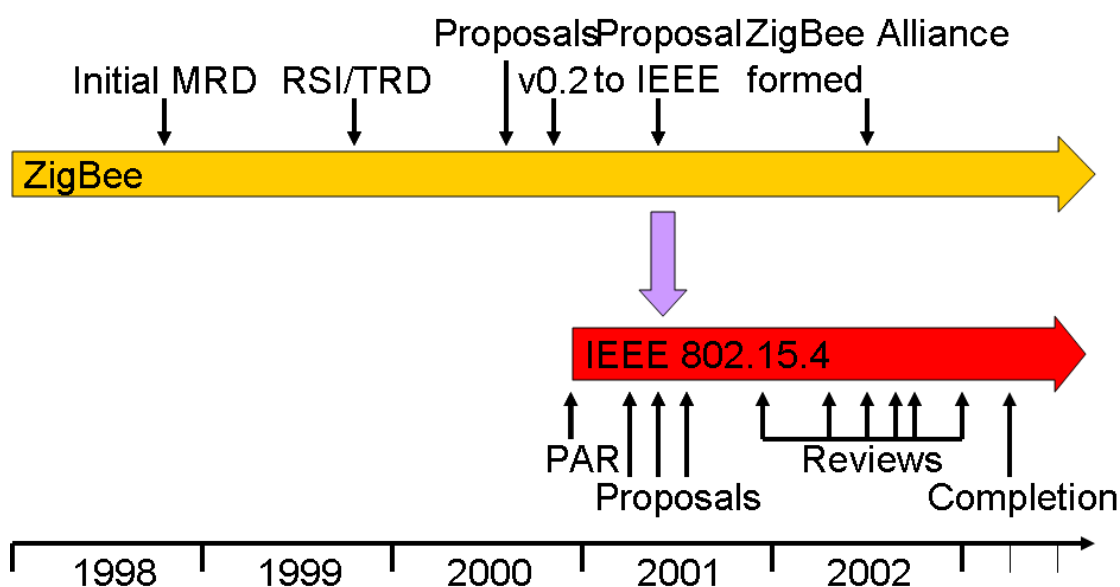 Proposals Proposal ZigBee Alliance
Initial MRD RSI/TRD v0.2 to IEEE formed
ZigBee
IEEE 802.15.4
PAR Reviews
Proposals Completion
1998 1999 2000 2001 2002